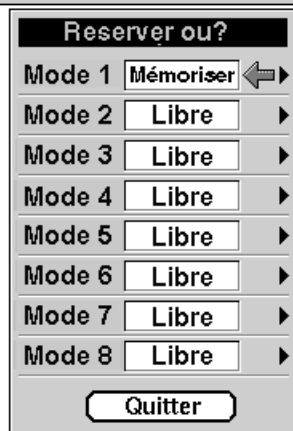 Reserver ou?
Mode 1 Mémoriser
Mode 2 Libre
Mode 3 Libre
Mode 4 Libre
Mode 5 Libre
Mode 6 Libre
Mode 7 Libre
Mode 8 Libre
Quitter